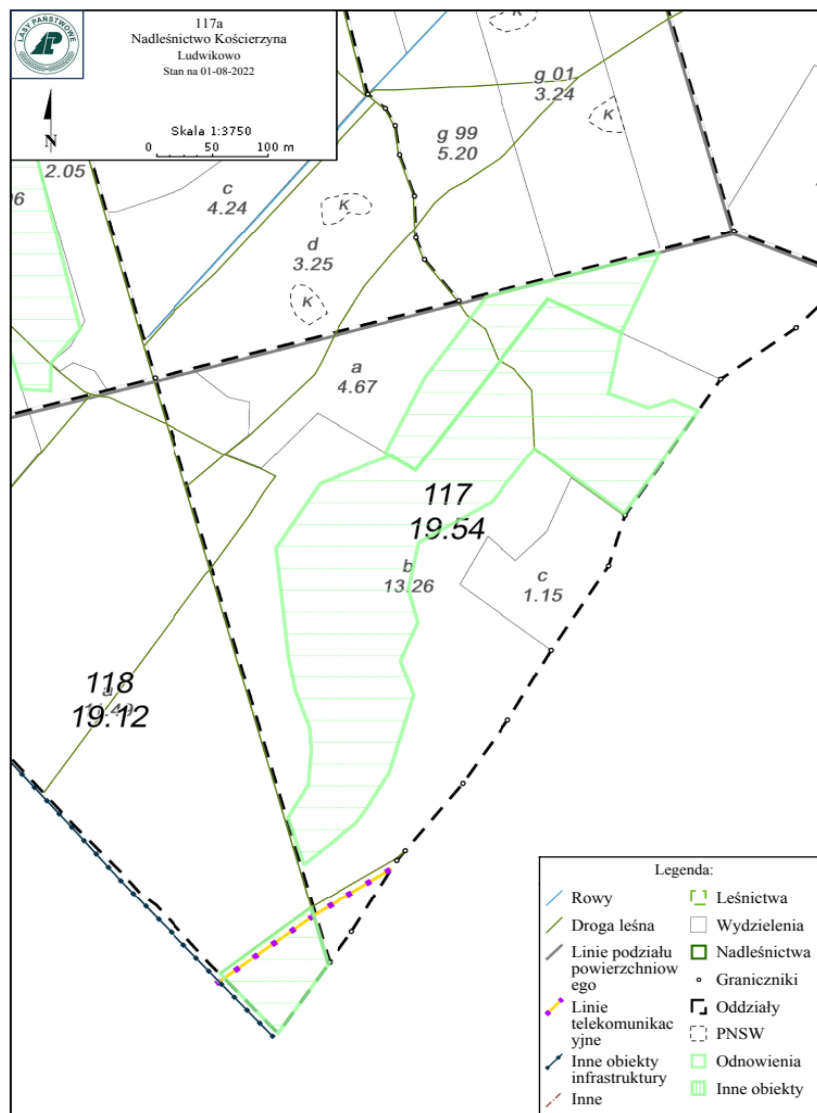 LASY PAŃSTWOWE
117a
Nadleśnictwo Kościerzyna
Ludwikowo
Stan na 01-08-2022
N
Skala 1:3750
0 50 100 m
K
g 01
3.24
K
g 99
5.20
2.05
c
4.24
K
d
3.25
K
a
4.67
117
19.54
b
13.26
c
1.15
118
19.12
Legenda:
Rowy
Droga leśna
Linie podziału
powierzchniow
ego
Linie
telekomunikac
yjne
Inne obiekty
infrastruktury
Inne
Leśnictwa
Wydzielenia
Nadleśnictwa
Graniczniki
Oddziały
PNSW
Odnowienia
Inne obiekty